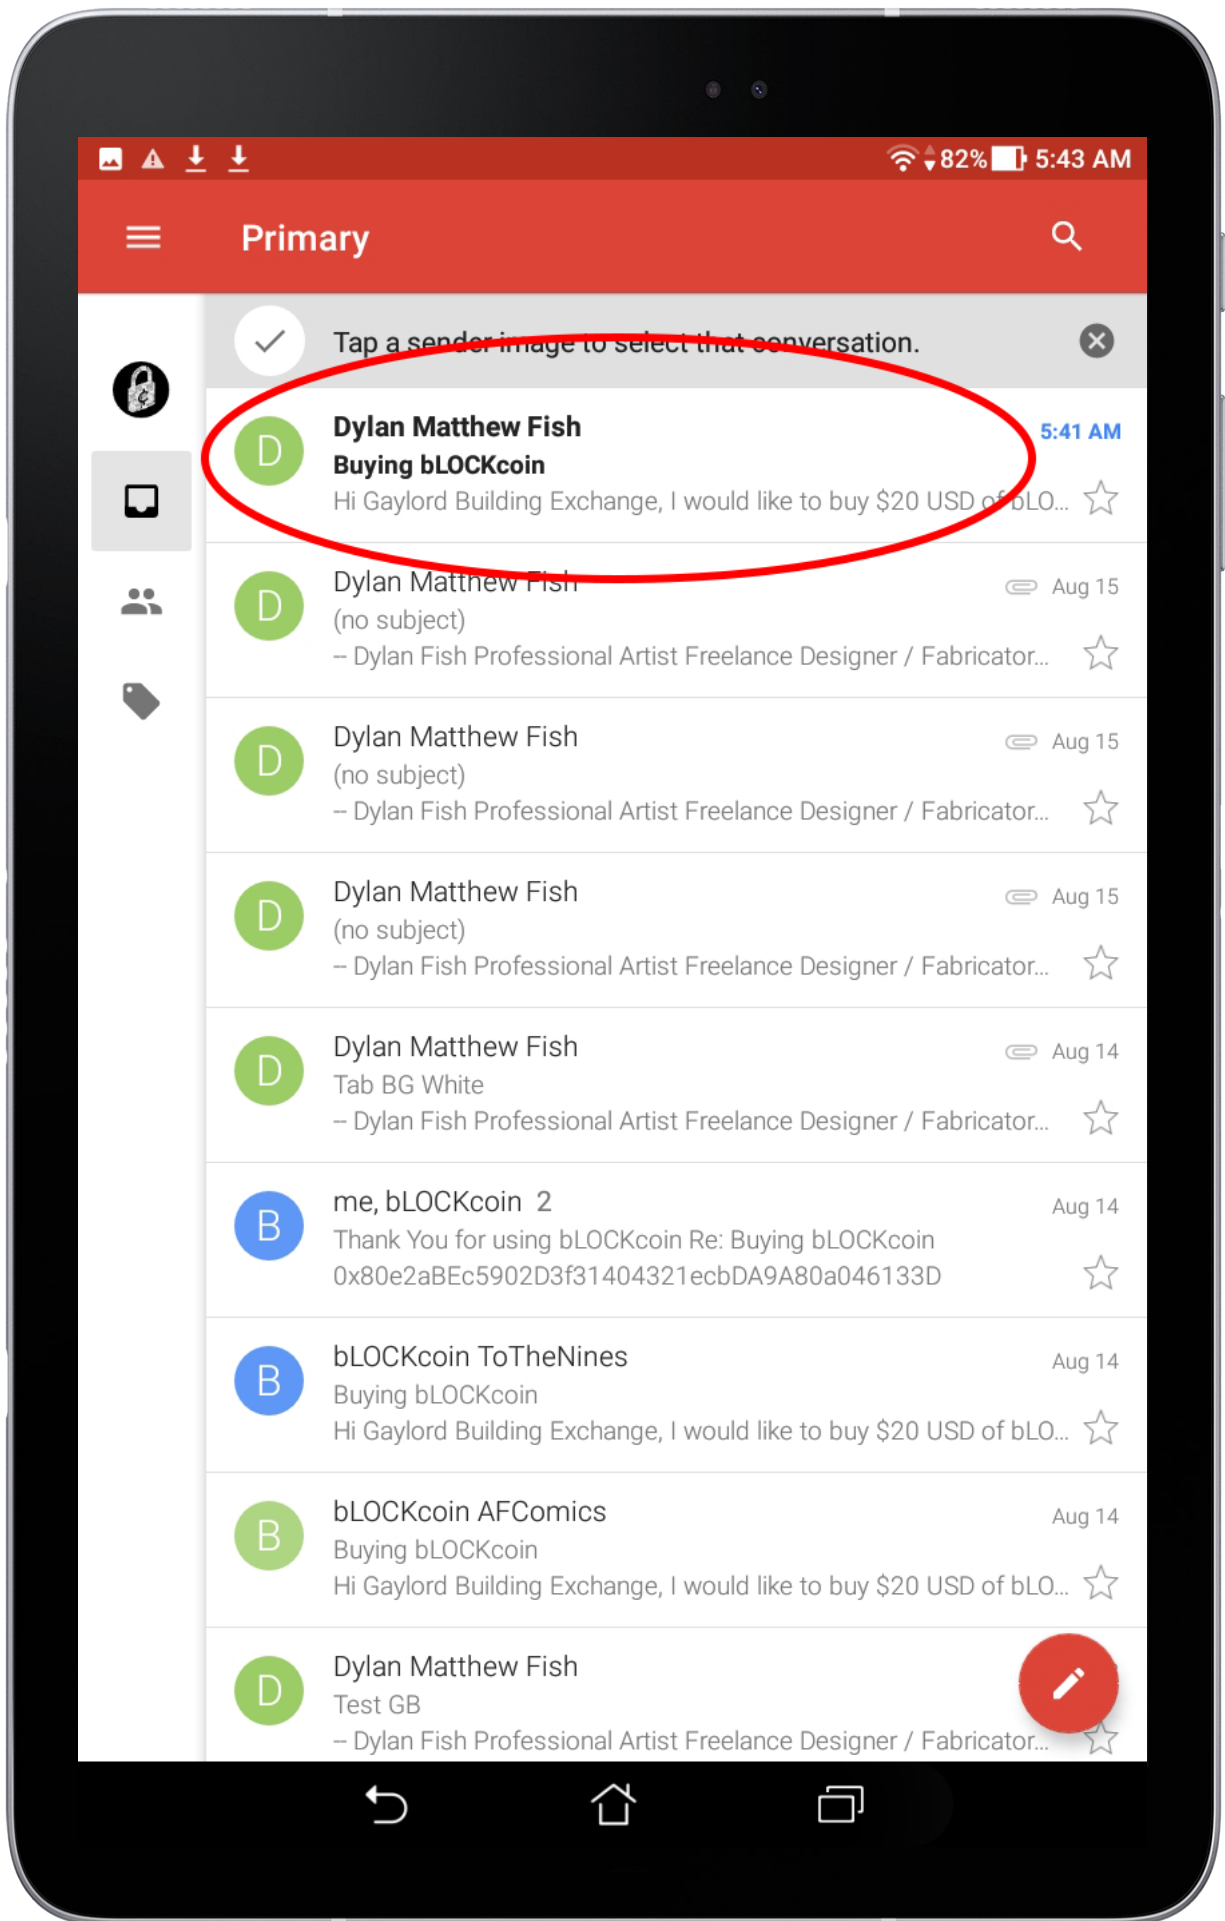 82% 5:43 AM
Primary
Tap a sender image to select that conversation.
D Dylan Matthew Fish 5:41 AM
Buying bLOCKcoin
Hi Gaylord Building Exchange, I would like to buy $20 USD of bLO...
D Dylan Matthew Fish Aug 15
(no subject)
-- Dylan Fish Professional Artist Freelance Designer / Fabricator...
D Dylan Matthew Fish Aug 15
(no subject)
-- Dylan Fish Professional Artist Freelance Designer / Fabricator...
D Dylan Matthew Fish Aug 15
(no subject)
-- Dylan Fish Professional Artist Freelance Designer / Fabricator...
D Dylan Matthew Fish Aug 14
Tab BG White
-- Dylan Fish Professional Artist Freelance Designer / Fabricator...
B me, bLOCKcoin 2 Aug 14
Thank You for using bLOCKcoin Re: Buying bLOCKcoin
0x80e2aBEc5902D3f31404321ecbDA9A80a046133D
B bLOCKcoin ToTheNines Aug 14
Buying bLOCKcoin
Hi Gaylord Building Exchange, I would like to buy $20 USD of bLO...
B bLOCKcoin AFComics Aug 14
Buying bLOCKcoin
Hi Gaylord Building Exchange, I would like to buy $20 USD of bLO...
D Dylan Matthew Fish
Test GB
-- Dylan Fish Professional Artist Freelance Designer / Fabricator...